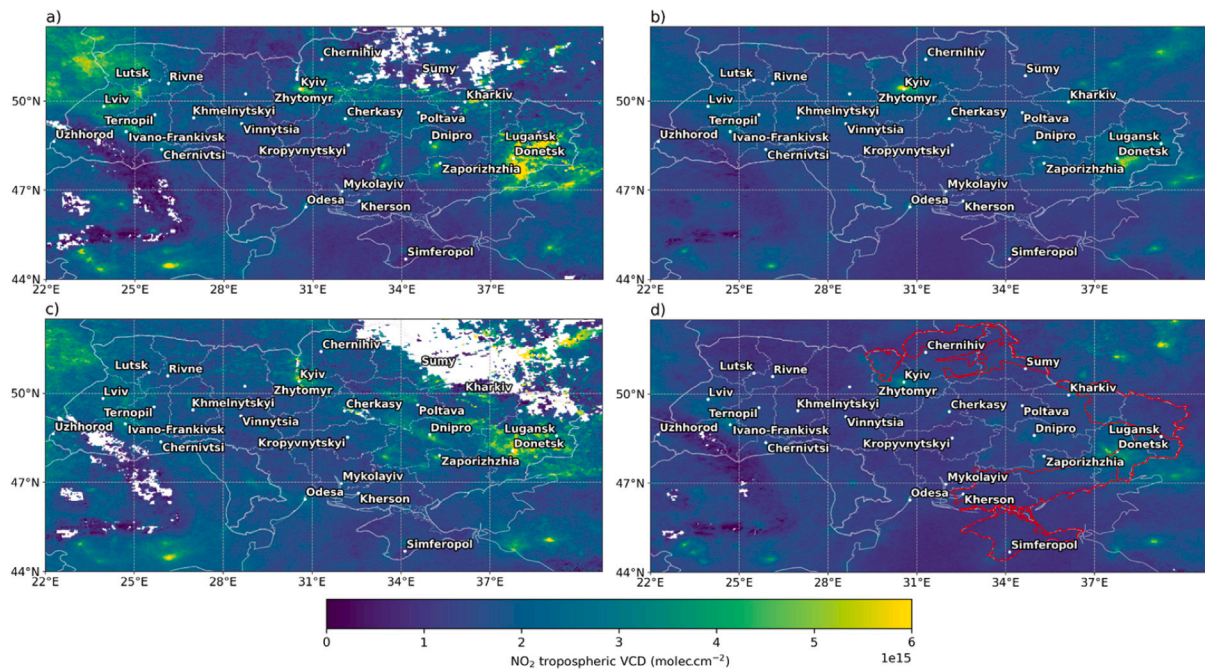 a)
Chernihiv
Sumy
Lutsk
Rivne
Kyiv
50°N
Zhytomyr
Kharkiv
Lviv
Khmelnytskyi
Cherkasy
Poltava
Ternopil
Uzhhorod
Ivano-Frankivsk
Vinnytsia
Dnipro
Lugansk
Chernivtsi
Kropyvnytskyi
Donetsk
Zaporizhzhia
47°N
Mykolayiv
Odesa
Kherson
Simferopol
44°N
22°E 25°E 28°E 31°E 34°E 37°E
b)
Chernihiv
Sumy
Lutsk
Rivne
Kyiv
50°N
Zhytomyr
Kharkiv
Lviv
Khmelnytskyi
Cherkasy
Poltava
Ternopil
Uzhhorod
Ivano-Frankivsk
Vinnytsia
Dnipro
Lugansk
Chernivtsi
Kropyvnytskyi
Donetsk
Zaporizhzhia
47°N
Mykolayiv
Odesa
Kherson
Simferopol
44°N
22°E 25°E 28°E 31°E 34°E 37°E
c)
Chernihiv
Sumy
Lutsk
Rivne
Kyiv
50°N
Zhytomyr
Kharkiv
Lviv
Khmelnytskyi
Cherkasy
Poltava
Ternopil
Uzhhorod
Ivano-Frankivsk
Vinnytsia
Dnipro
Lugansk
Chernivtsi
Kropyvnytskyi
Donetsk
Zaporizhzhia
47°N
Mykolayiv
Odesa
Kherson
Simferopol
44°N
22°E 25°E 28°E 31°E 34°E 37°E
d)
Chernihiv
Sumy
Lutsk
Rivne
Kyiv
50°N
Zhytomyr
Kharkiv
Lviv
Khmelnytskyi
Cherkasy
Poltava
Ternopil
Uzhhorod
Ivano-Frankivsk
Vinnytsia
Dnipro
Lugansk
Chernivtsi
Kropyvnytskyi
Donetsk
Zaporizhzhia
47°N
Mykolayiv
Odesa
Kherson
Simferopol
44°N
22°E 25°E 28°E 31°E 34°E 37°E
0 1 2 3 4 5 6
1e15
NO₂ tropospheric VCD (molec.cm⁻²)